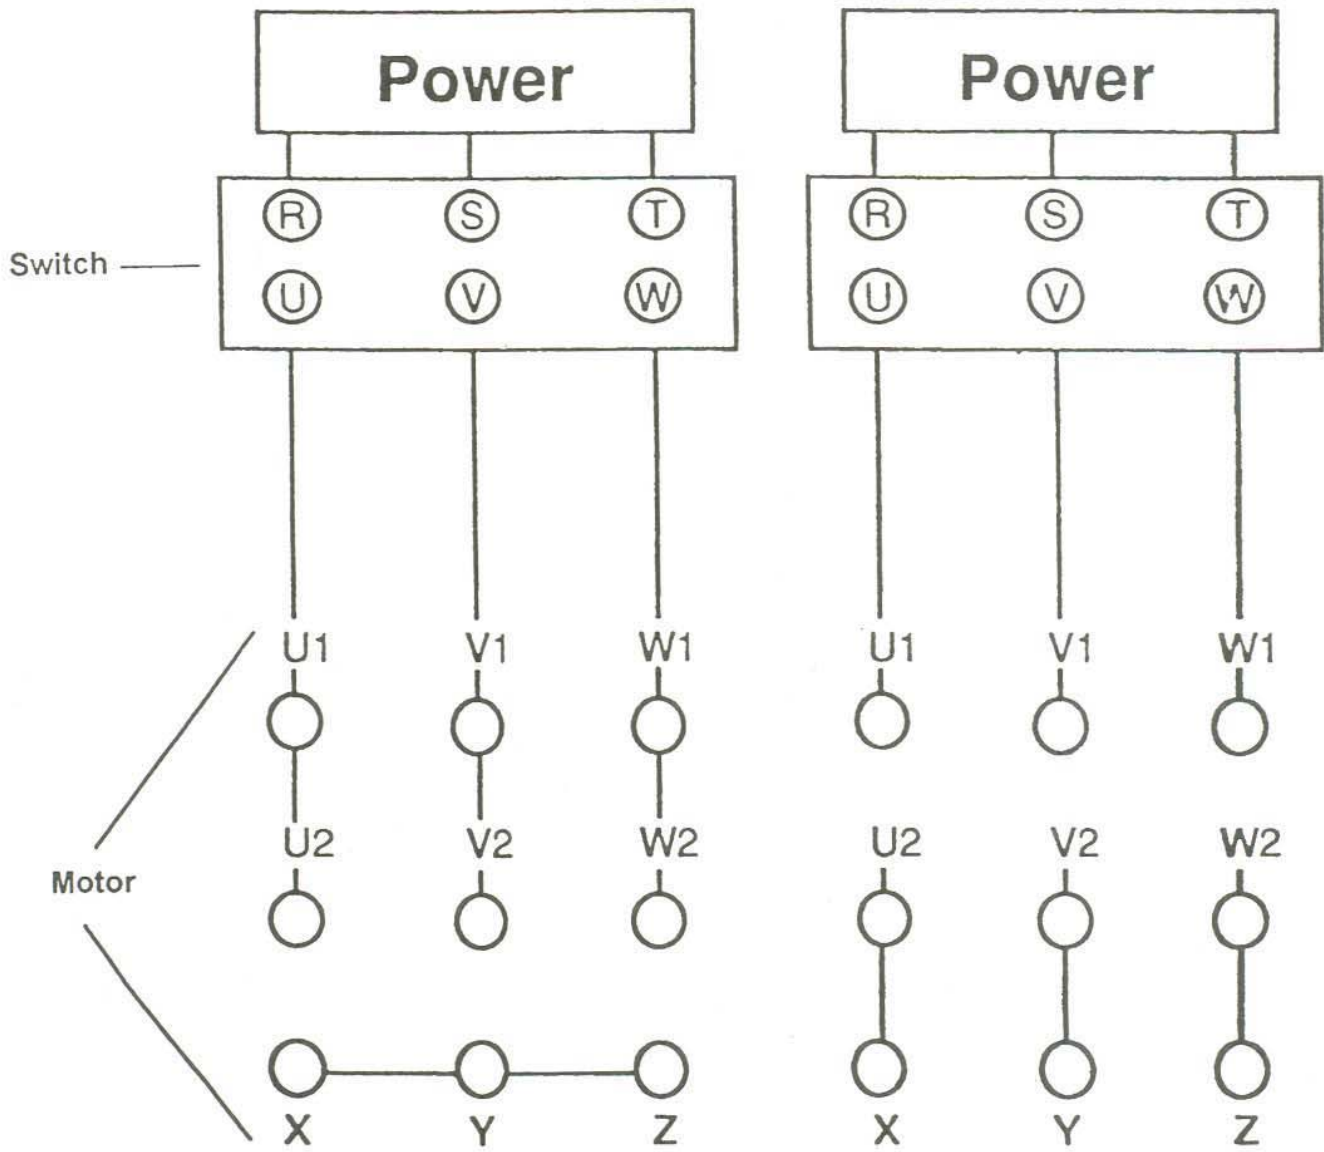 Power Power
R S T R S T
Switch
U V W U V W
U1 V1 W1 U1 V1 W1
U2 V2 W2 U2 V2 W2
Motor
X Y Z X Y Z